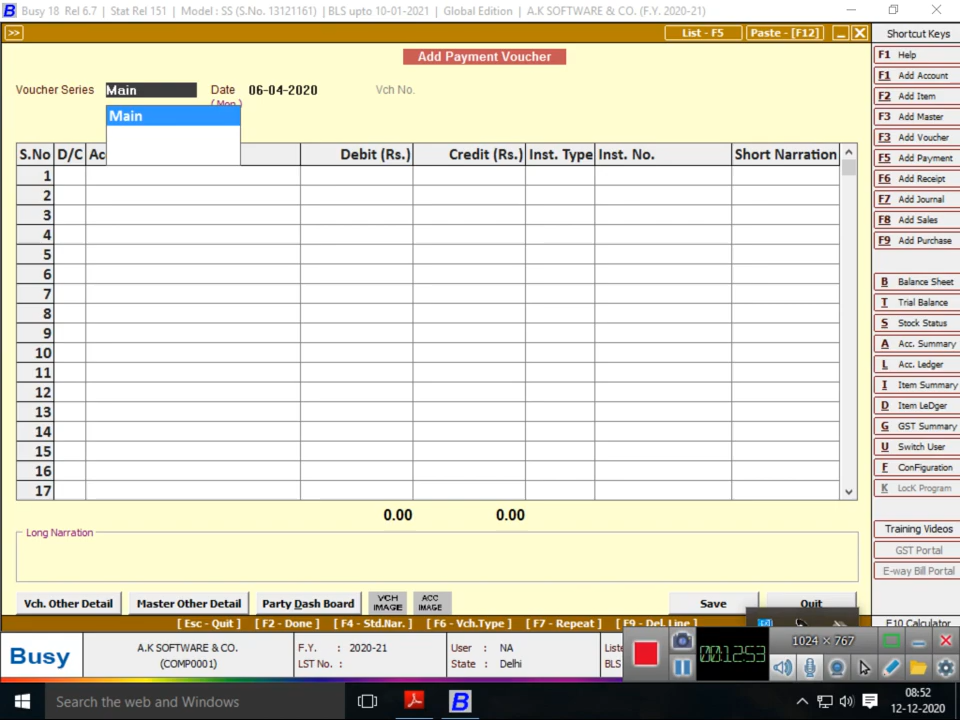 B Busy 18 Rel 6.7 | Stat Rel 151 | Model : SS (S.No. 13121161) | BLS upto 10-01-2021 | Global Edition | A.K SOFTWARE & CO. (F.Y. 2020-21)
>> List - F5 Paste - [F12] _ X Shortcut Keys
F1 Help
Add Payment Voucher
F1 Add Account
Voucher Series Main Date 06-04-2020 Vch No.
F2 Add Item
F3 Add Master
Main
F3 Add Voucher
S.No D/C Ac Debit (Rs.) Credit (Rs.) Inst. Type Inst. No. Short Narration
F5 Add Payment
1
F6 Add Receipt
2
F7 Add Journal
3
F8 Add Sales
4
F9 Add Purchase
5
6
B Balance Sheet
7
T Trial Balance
8
S Stock Status
9
A Acc. Summary
10
L Acc. Ledger
11
I Item Summary
12
D Item LeDger
13
G GST Summary
14
U Switch User
15
F ConFiguration
16
K LocK Program
17
0.00 0.00
Training Videos
Long Narration
GST Portal
E-way Bill Portal
Vch. Other Detail Master Other Detail Party Dash Board VCH IMAGE ACC IMAGE Save Quit
[ Esc - Quit ] [ F2 - Done ] [ F4 - Std.Nar. ] [ F6 - Vch.Type ] [ F7 - Repeat ] [ F9 - Del. Line ] F10 Calculator
Busy A.K SOFTWARE & CO. F.Y. : 2020-21 User : NA 1024 × 767
(COMP0001) LST No. : State : Delhi BLS 00:12:53
Search the web and Windows B 08:52
12-12-2020